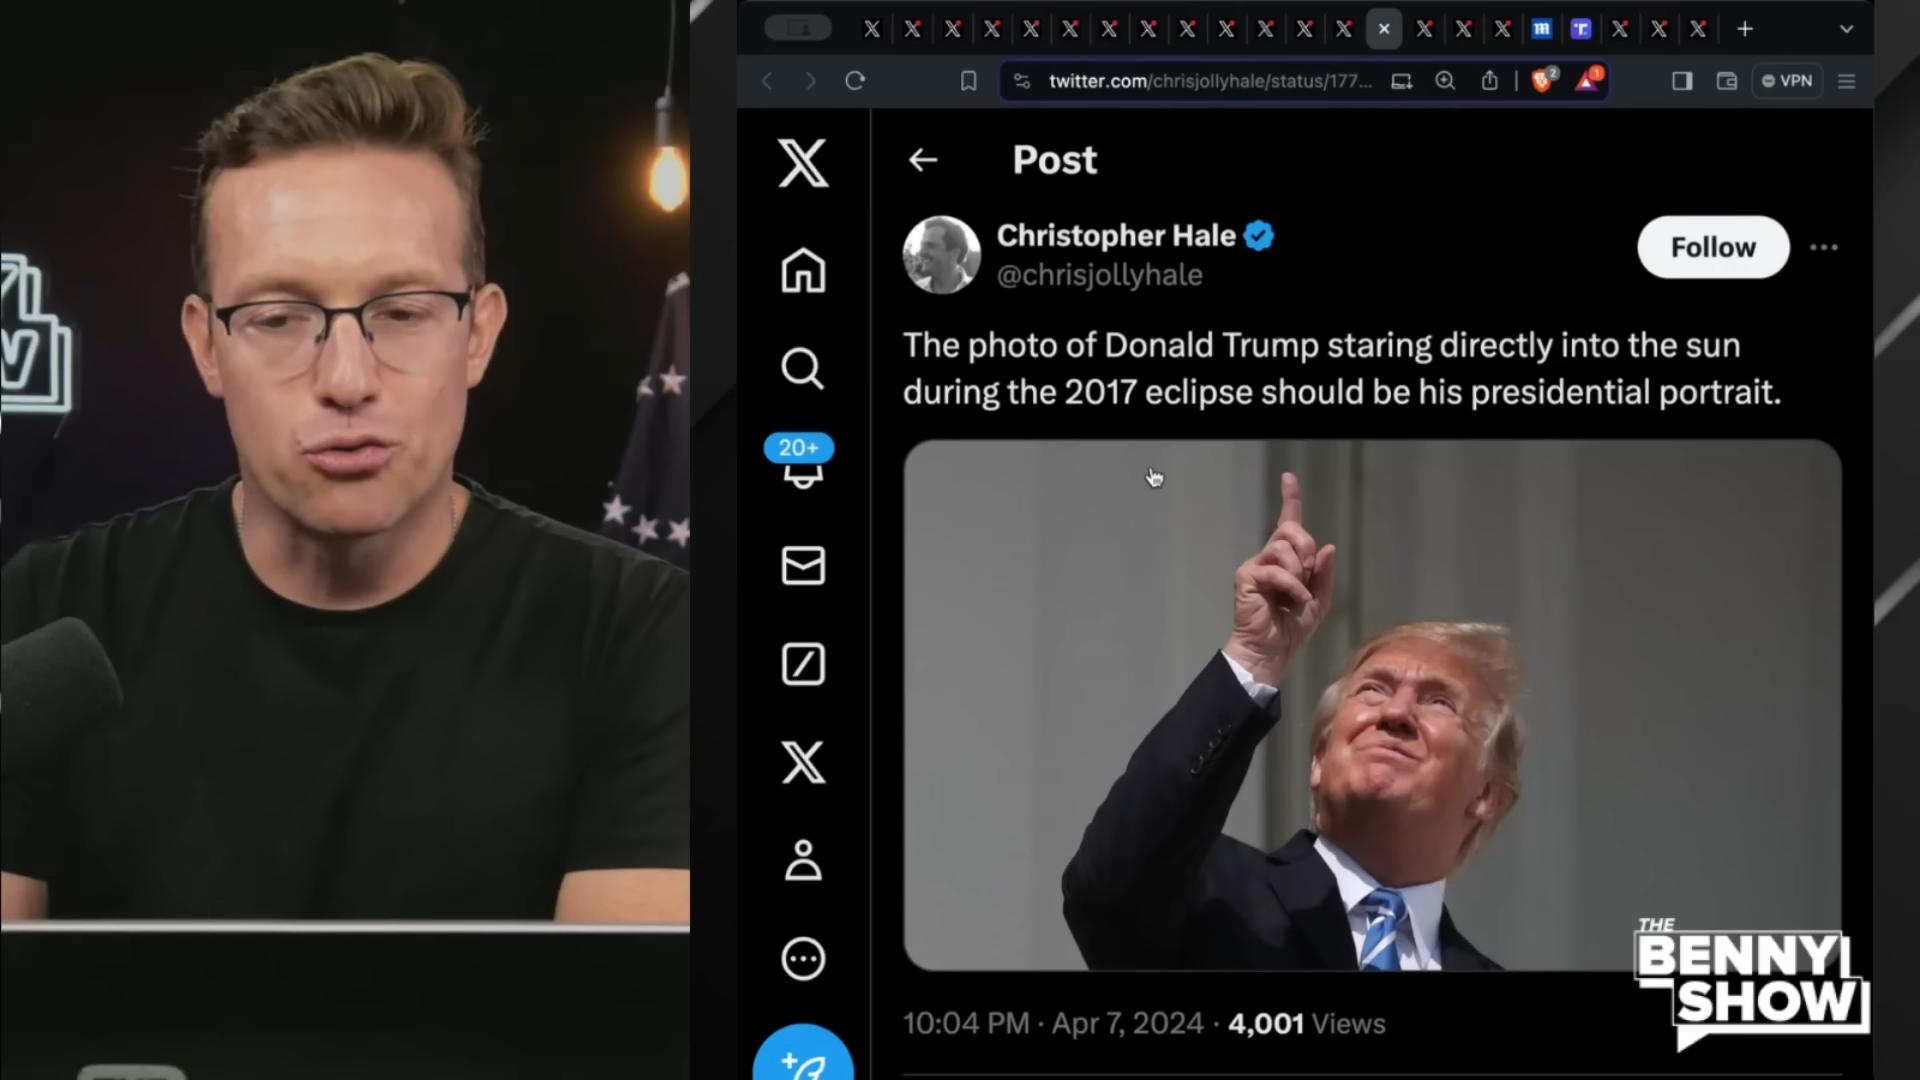 twitter.com/chrisjollyhale/status/177...
2
1
VPN
Post
Christopher Hale
@chrisjollyhale
Follow
The photo of Donald Trump staring directly into the sun
during the 2017 eclipse should be his presidential portrait.
20+
10:04 PM · Apr 7, 2024 · 4,001 Views
THE
BENNY
SHOW